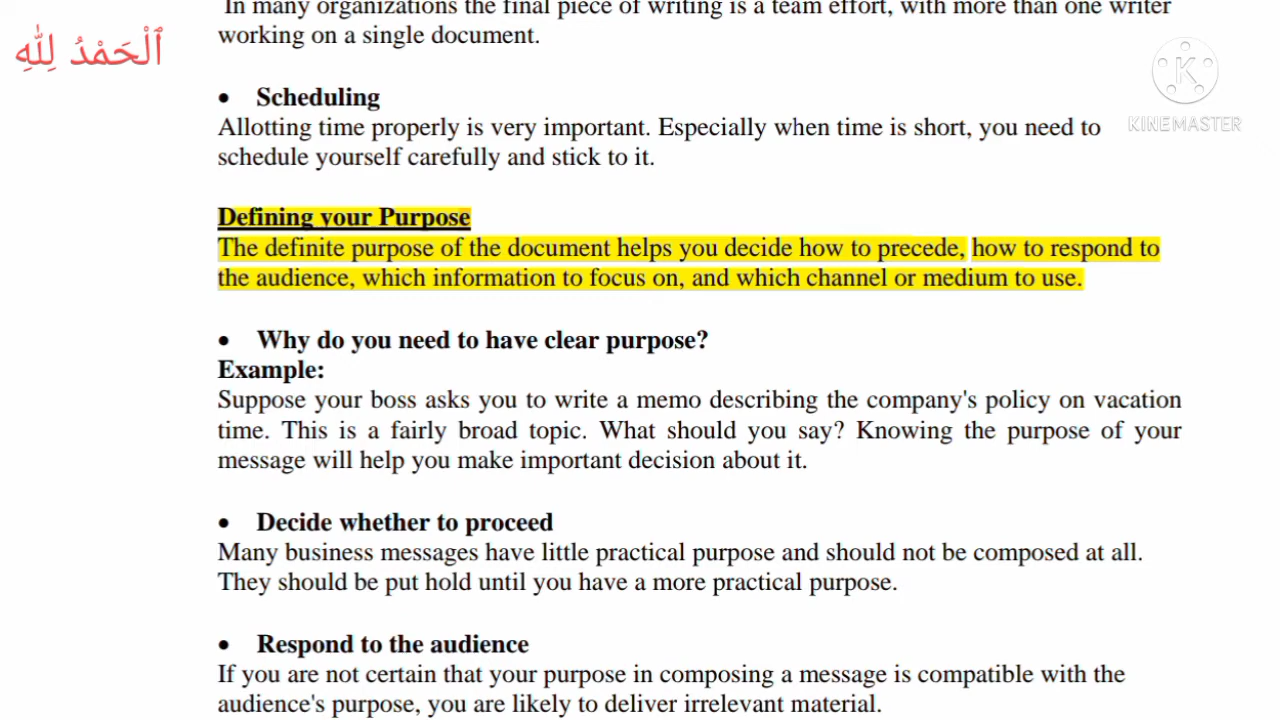 In many organizations the final piece of writing is a team effort, with more than one writer
working on a single document.
ٱلْحَمْدُ لِلّٰهِ
KINEMASTER
• Scheduling
Allotting time properly is very important. Especially when time is short, you need to
schedule yourself carefully and stick to it.
Defining your Purpose
The definite purpose of the document helps you decide how to precede, how to respond to
the audience, which information to focus on, and which channel or medium to use.
• Why do you need to have clear purpose?
Example:
Suppose your boss asks you to write a memo describing the company's policy on vacation
time. This is a fairly broad topic. What should you say? Knowing the purpose of your
message will help you make important decision about it.
• Decide whether to proceed
Many business messages have little practical purpose and should not be composed at all.
They should be put hold until you have a more practical purpose.
• Respond to the audience
If you are not certain that your purpose in composing a message is compatible with the
audience's purpose, you are likely to deliver irrelevant material.